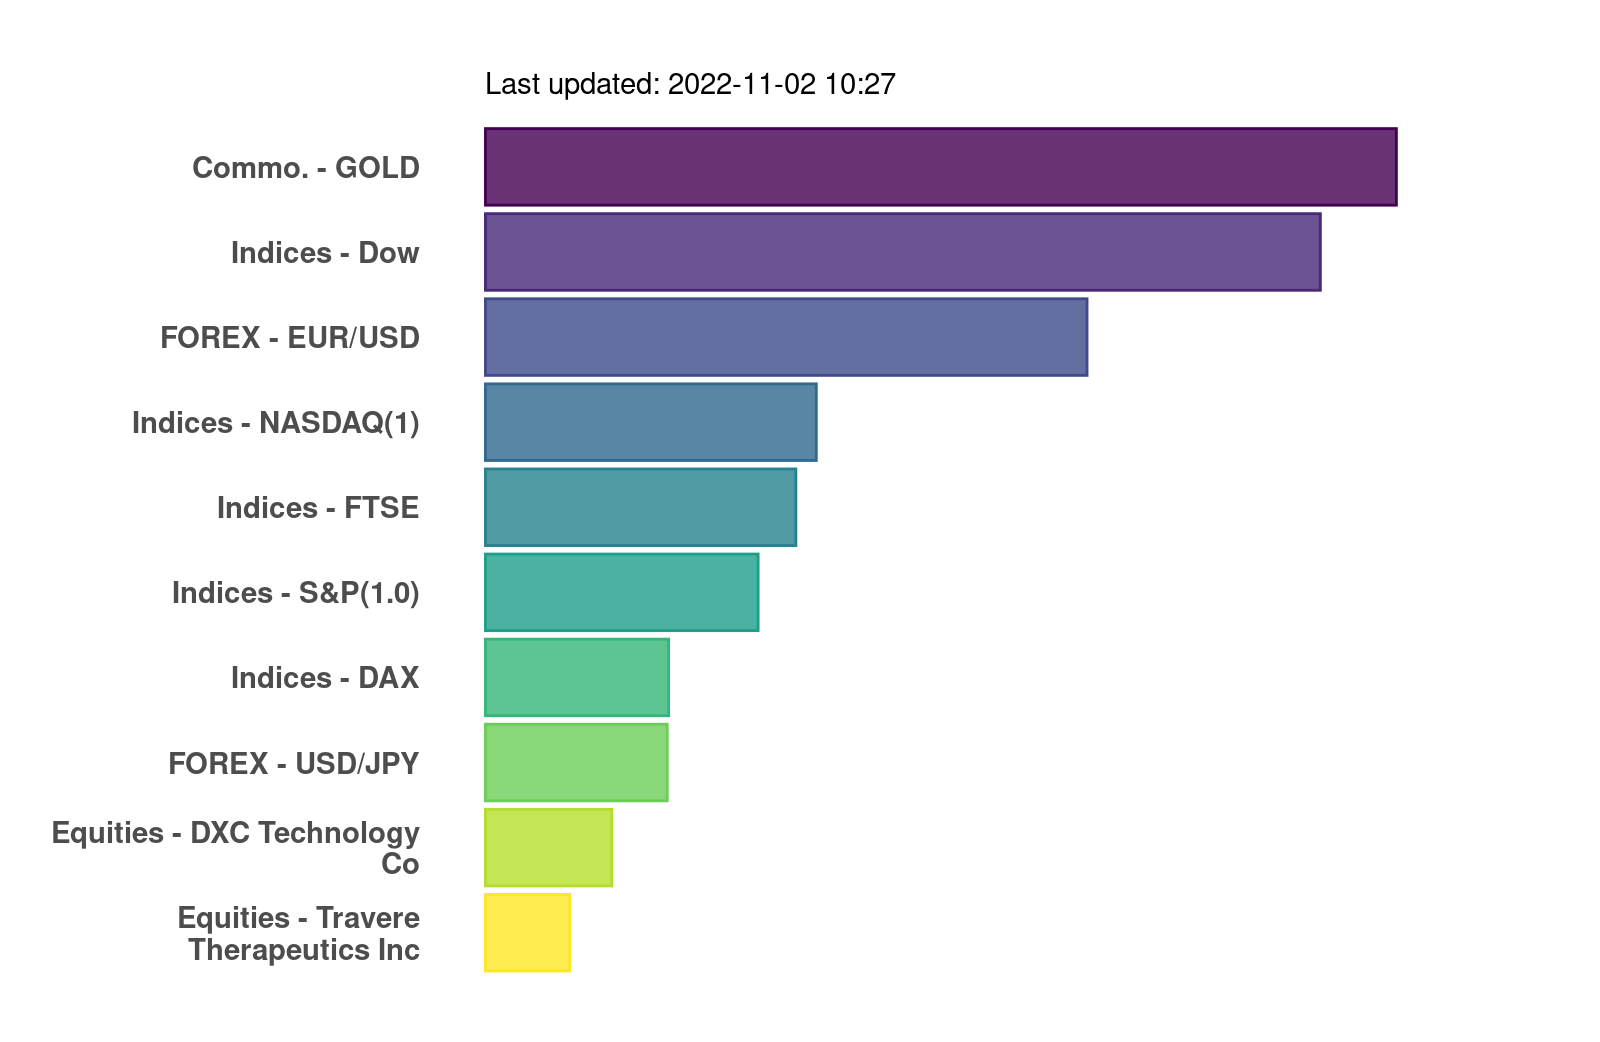 Last updated: 2022-11-02 10:27
Commo. - GOLD
Indices - Dow
FOREX - EUR/USD
Indices - NASDAQ(1)
Indices - FTSE
Indices - S&P(1.0)
Indices - DAX
FOREX - USD/JPY
Equities - DXC Technology
Co
Equities - Travere
Therapeutics Inc